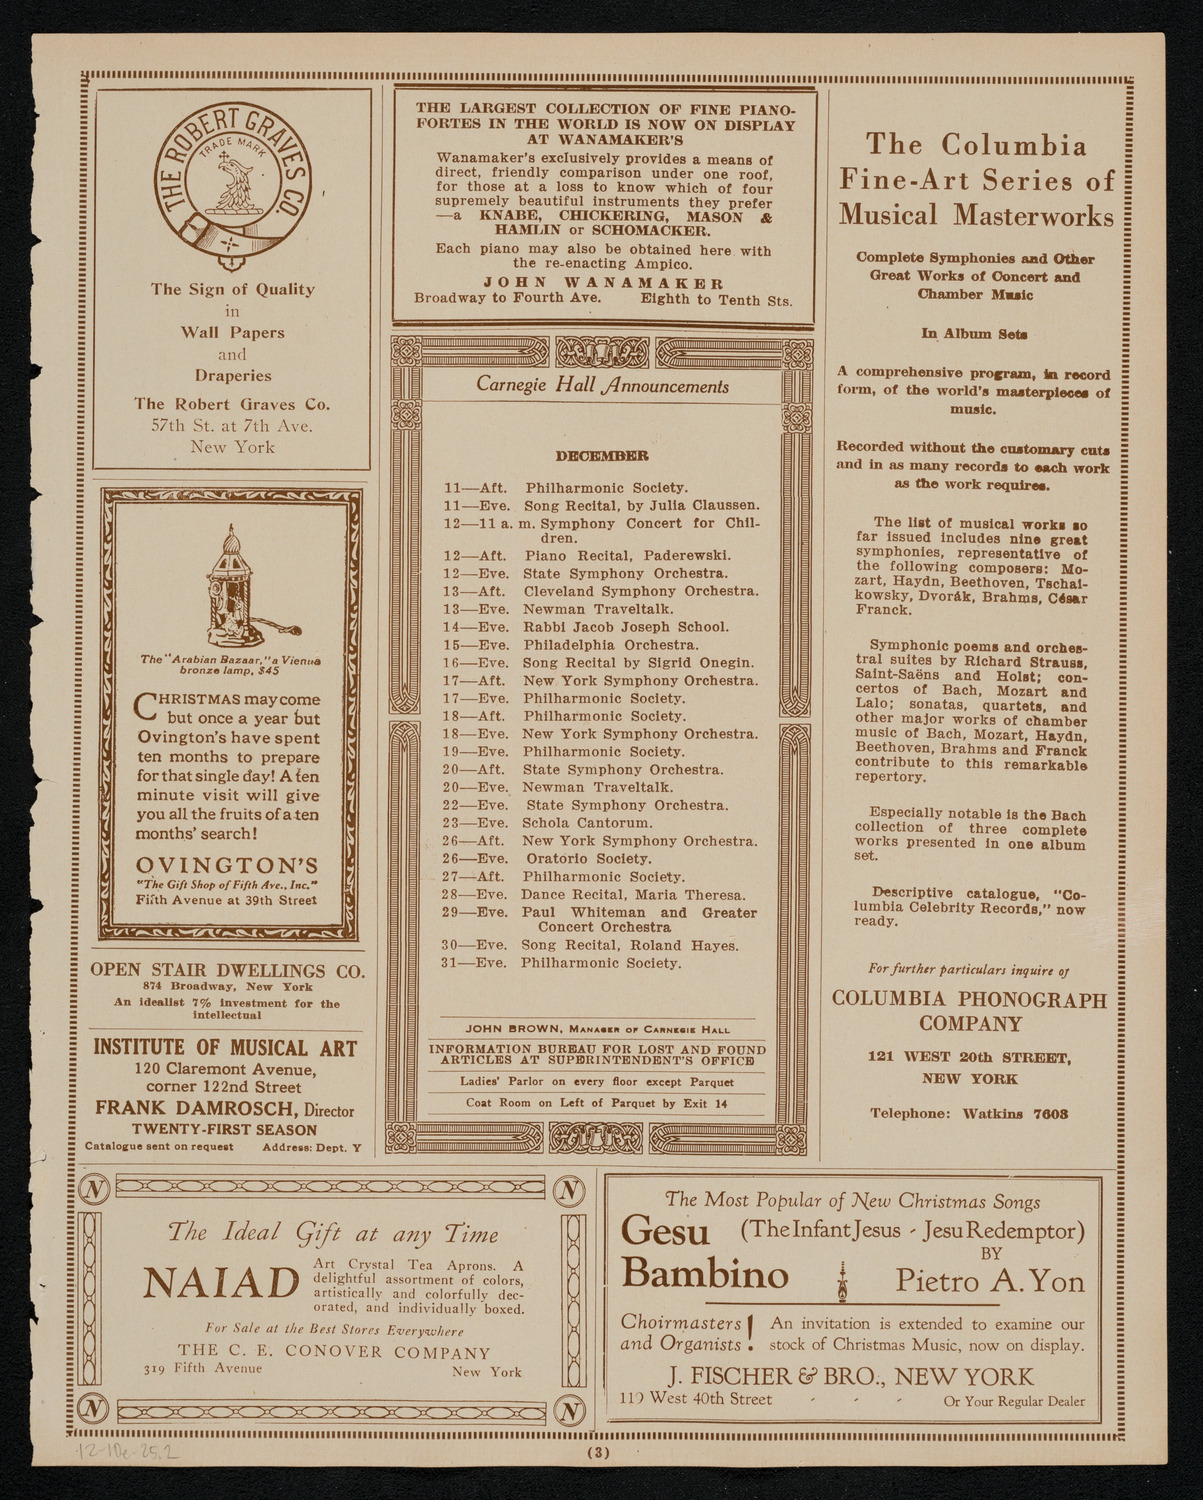 THE ROBERT GRAVES CO.
TRADE MARK
The Sign of Quality
in
Wall Papers
and
Draperies
The Robert Graves Co.
57th St. at 7th Ave.
New York
The "Arabian Bazaar," a Vienna
bronze lamp, $45
CHRISTMAS may come
but once a year but
Ovington's have spent
ten months to prepare
for that single day! A ten
minute visit will give
you all the fruits of a ten
months' search!
OVINGTON'S
"The Gift Shop of Fifth Ave., Inc."
Fifth Avenue at 39th Street
OPEN STAIR DWELLINGS CO.
874 Broadway, New York
An idealist 7% investment for the
intellectual
INSTITUTE OF MUSICAL ART
120 Claremont Avenue,
corner 122nd Street
FRANK DAMROSCH, Director
TWENTY-FIRST SEASON
Catalogue sent on request Address: Dept. Y
THE LARGEST COLLECTION OF FINE PIANO-
FORTES IN THE WORLD IS NOW ON DISPLAY
AT WANAMAKER'S
Wanamaker's exclusively provides a means of
direct, friendly comparison under one roof,
for those at a loss to know which of four
supremely beautiful instruments they prefer
—a KNABE, CHICKERING, MASON &
HAMLIN or SCHOMACKER.
Each piano may also be obtained here with
the re-enacting Ampico.
JOHN WANAMAKER
Broadway to Fourth Ave. Eighth to Tenth Sts.
Carnegie Hall Announcements
DECEMBER
11—Aft. Philharmonic Society.
11—Eve. Song Recital, by Julia Claussen.
12—11 a. m. Symphony Concert for Chil-
dren.
12—Aft. Piano Recital, Paderewski.
12—Eve. State Symphony Orchestra.
13—Aft. Cleveland Symphony Orchestra.
13—Eve. Newman Traveltalk.
14—Eve. Rabbi Jacob Joseph School.
15—Eve. Philadelphia Orchestra.
16—Eve. Song Recital by Sigrid Onegin.
17—Aft. New York Symphony Orchestra.
17—Eve. Philharmonic Society.
18—Aft. Philharmonic Society.
18—Eve. New York Symphony Orchestra.
19—Eve. Philharmonic Society.
20—Aft. State Symphony Orchestra.
20—Eve. Newman Traveltalk.
22—Eve. State Symphony Orchestra.
23—Eve. Schola Cantorum.
26—Aft. New York Symphony Orchestra.
26—Eve. Oratorio Society.
27—Aft. Philharmonic Society.
28—Eve. Dance Recital, Maria Theresa.
29—Eve. Paul Whiteman and Greater
Concert Orchestra
30—Eve. Song Recital, Roland Hayes.
31—Eve. Philharmonic Society.
JOHN BROWN, MANAGER OF CARNEGIE HALL
INFORMATION BUREAU FOR LOST AND FOUND
ARTICLES AT SUPERINTENDENT'S OFFICE
Ladies' Parlor on every floor except Parquet
Coat Room on Left of Parquet by Exit 14
The Columbia
Fine-Art Series of
Musical Masterworks
Complete Symphonies and Other
Great Works of Concert and
Chamber Music
In Album Sets
A comprehensive program, in record
form, of the world's masterpieces of
music.
Recorded without the customary cuts
and in as many records to each work
as the work requires.
The list of musical works so
far issued includes nine great
symphonies, representative of
the following composers: Mo-
zart, Haydn, Beethoven, Tschai-
kowsky, Dvorák, Brahms, César
Franck.
Symphonic poems and orches-
tral suites by Richard Strauss,
Saint-Saëns and Holst; con-
certos of Bach, Mozart and
Lalo; sonatas, quartets, and
other major works of chamber
music of Bach, Mozart, Haydn,
Beethoven, Brahms and Franck
contribute to this remarkable
repertory.
Especially notable is the Bach
collection of three complete
works presented in one album
set.
Descriptive catalogue, "Co-
lumbia Celebrity Records," now
ready.
For further particulars inquire of
COLUMBIA PHONOGRAPH
COMPANY
121 WEST 20th STREET,
NEW YORK
Telephone: Watkins 7608
N N
The Ideal Gift at any Time
NAIAD
Art Crystal Tea Aprons. A
delightful assortment of colors,
artistically and colorfully dec-
orated, and individually boxed.
For Sale at the Best Stores Everywhere
THE C. E. CONOVER COMPANY
319 Fifth Avenue New York
N N
The Most Popular of New Christmas Songs
Gesu (The Infant Jesus - Jesu Redemptor)
BY
Bambino Pietro A. Yon
Choirmasters An invitation is extended to examine our
and Organists! stock of Christmas Music, now on display.
J. FISCHER & BRO., NEW YORK
119 West 40th Street - - - Or Your Regular Dealer
(3)
12-1De-25.2